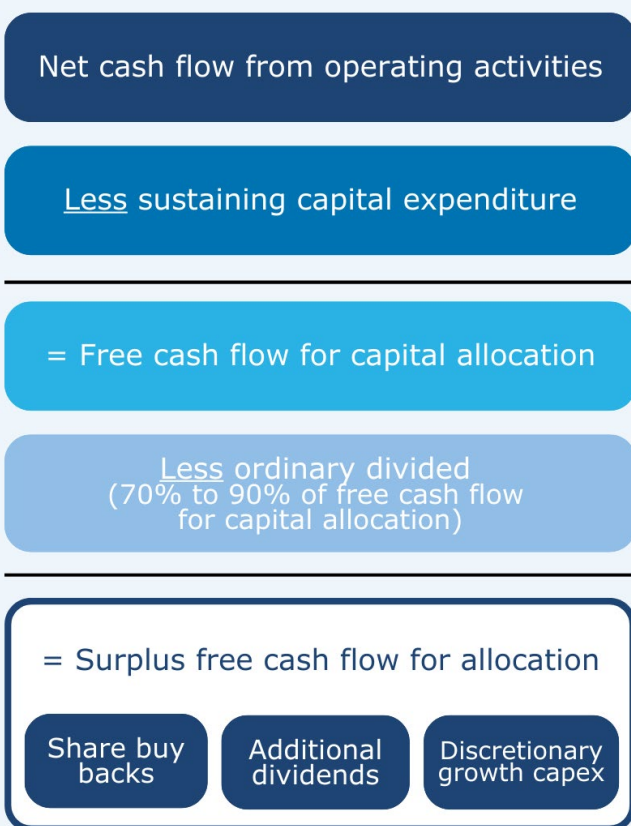 Net cash flow from operating activities
Less sustaining capital expenditure
= Free cash flow for capital allocation
Less ordinary divided
(70% to 90% of free cash flow
for capital allocation)
= Surplus free cash flow for allocation
Share buy
backs
Additional
dividends
Discretionary
growth capex